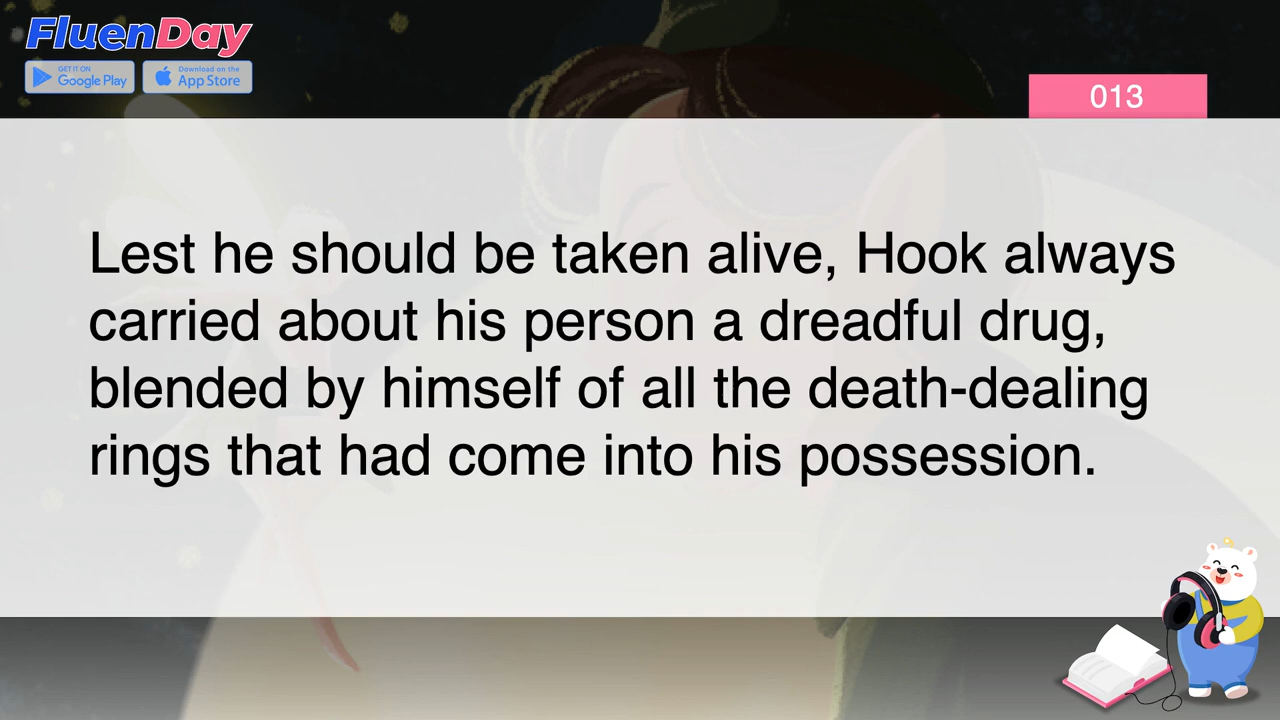 FluenDay
GET IT ON
Google Play
Download on the
App Store
013
Lest he should be taken alive, Hook always
carried about his person a dreadful drug,
blended by himself of all the death-dealing
rings that had come into his possession.